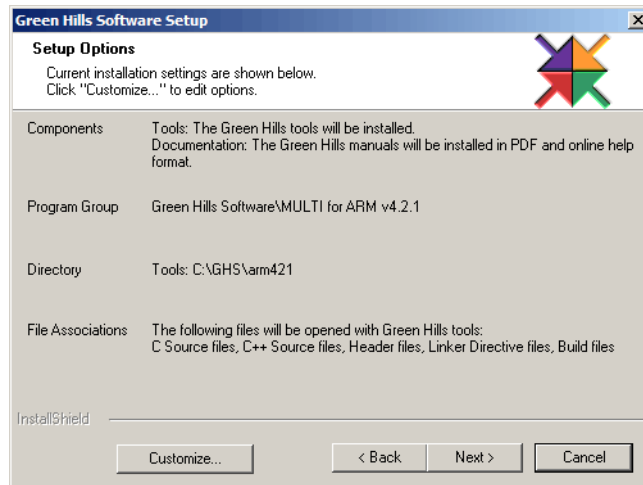 Green Hills Software Setup
Setup Options
Current installation settings are shown below.
Click "Customize..." to edit options.
Components
Tools: The Green Hills tools will be installed.
Documentation: The Green Hills manuals will be installed in PDF and online help
format.
Program Group
Green Hills Software\MULTI for ARM v4.2.1
Directory
Tools: C:\GHS\arm421
File Associations
The following files will be opened with Green Hills tools:
C Source files, C++ Source files, Header files, Linker Directive files, Build files
InstallShield
Customize...
< Back
Next >
Cancel